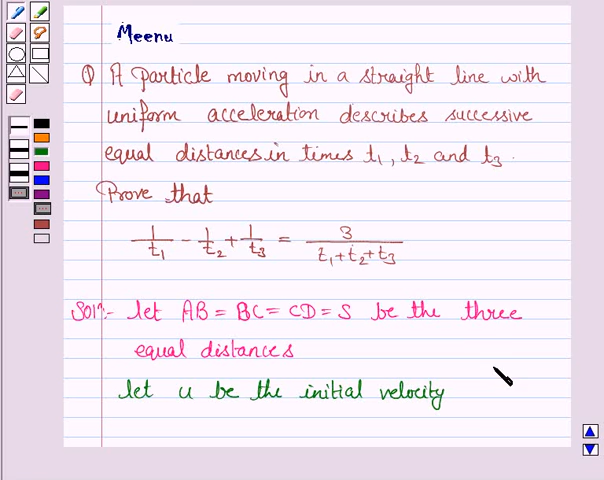 Meenu
Q A particle moving in a straight line with
uniform acceleration describes successive
equal distances in times t₁, t₂ and t₃.
Prove that
1/t₁ - 1/t₂ + 1/t₃ = 3/(t₁+t₂+t₃)
Solⁿ:- let AB = BC = CD = S be the three
equal distances
let u be the initial velocity